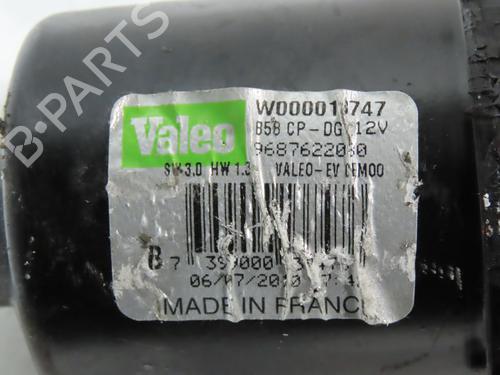 Valeo
W000013747
B58 CP-DG 12V
9687622080
SW 3.0 HW 1.3 VALEO-EV CEM00
B
06/07/2010
MADE IN FRANCE
B-PARTS